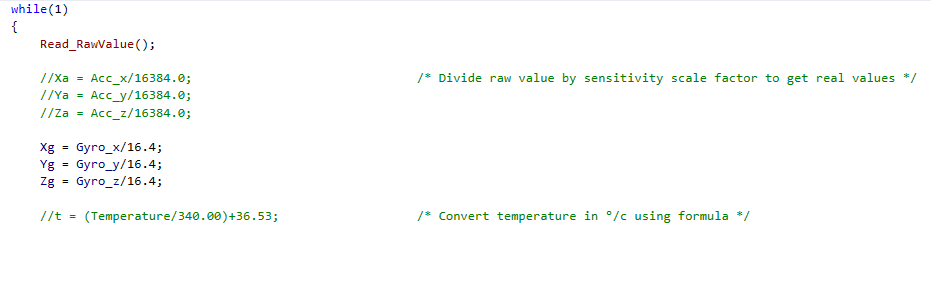 while(1)
{
Read_RawValue();
//Xa = Acc_x/16384.0; /* Divide raw value by sensitivity scale factor to get real values */
//Ya = Acc_y/16384.0;
//Za = Acc_z/16384.0;
Xg = Gyro_x/16.4;
Yg = Gyro_y/16.4;
Zg = Gyro_z/16.4;
//t = (Temperature/340.00)+36.53; /* Convert temperature in °/c using formula */